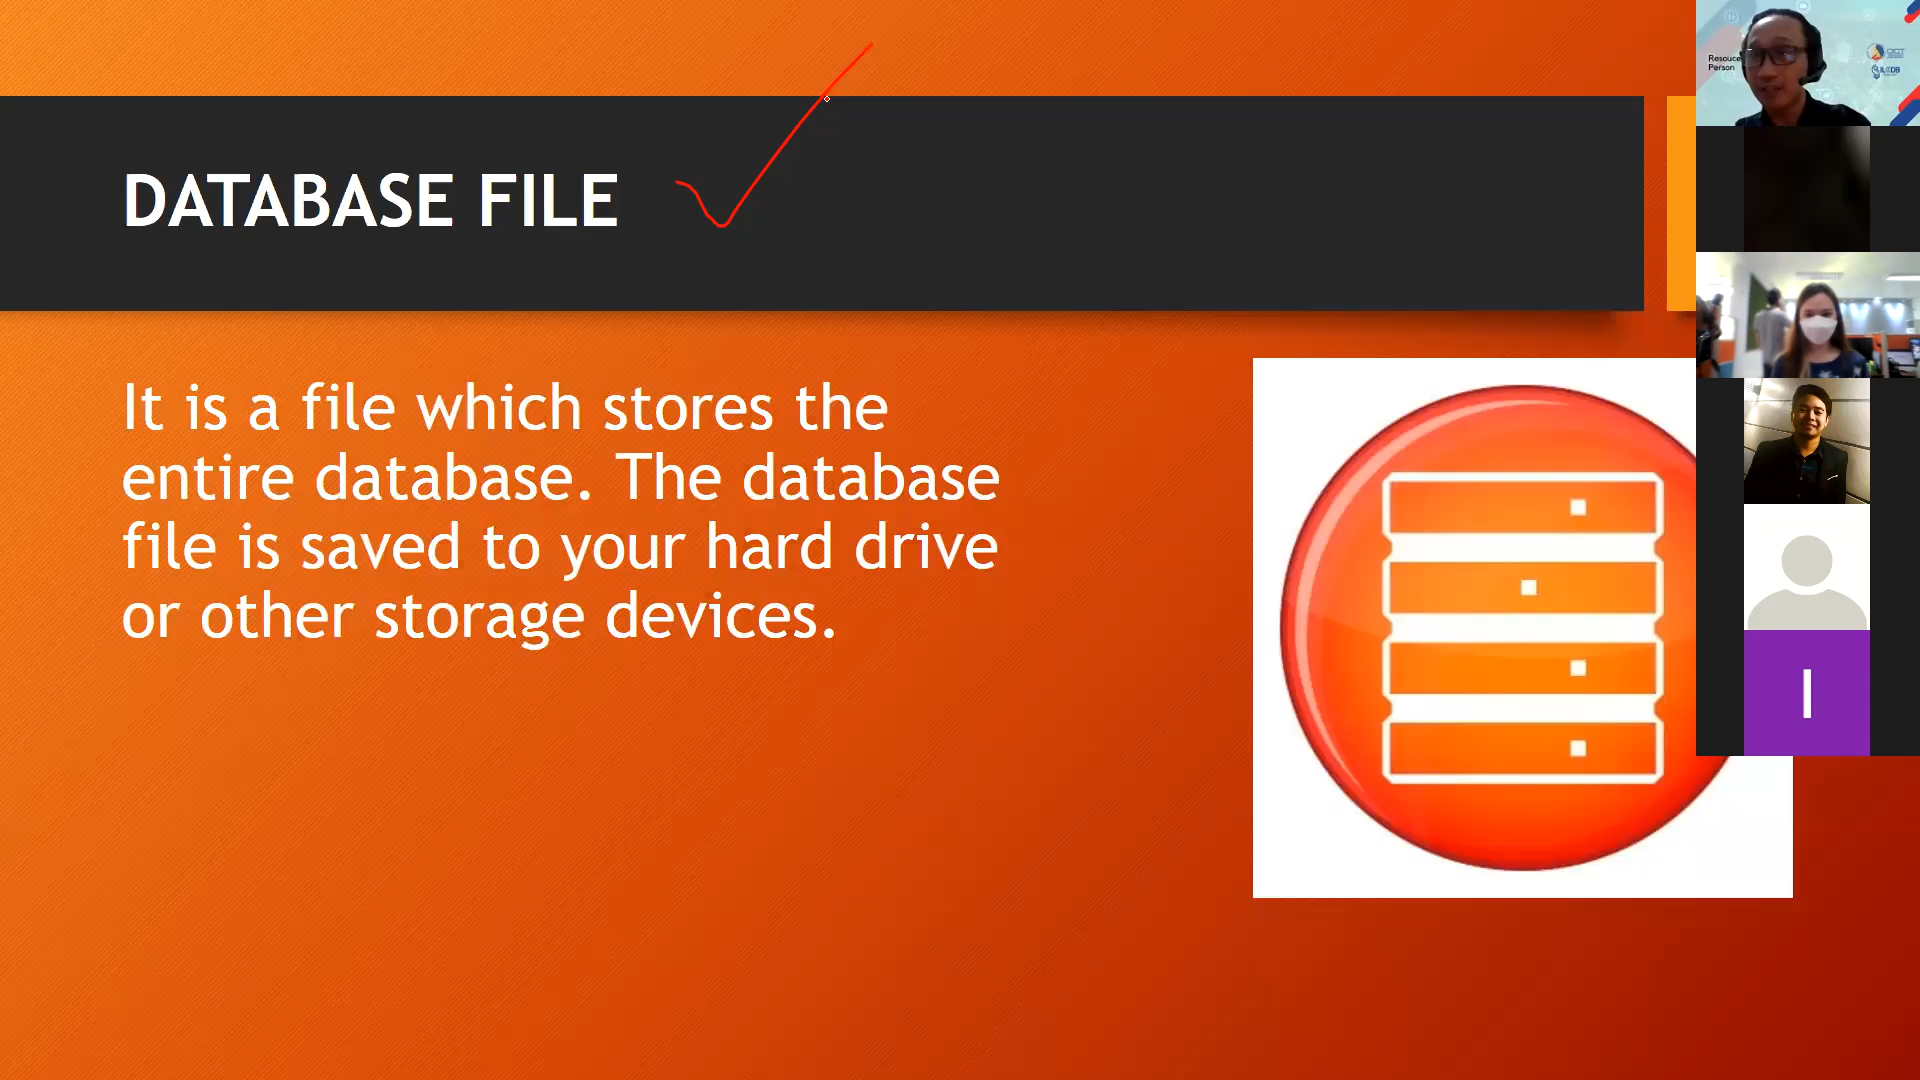 DATABASE FILE
It is a file which stores the
entire database. The database
file is saved to your hard drive
or other storage devices.
Resouce
Person
I